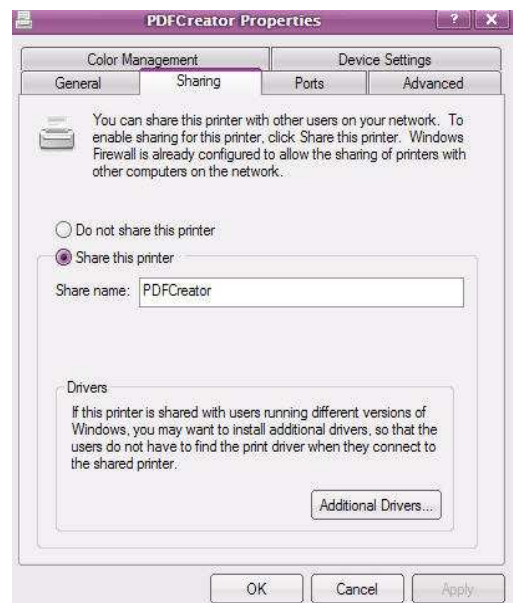 PDFCreator Properties
? X
Color Management Device Settings
General Sharing Ports Advanced
You can share this printer with other users on your network. To
enable sharing for this printer, click Share this printer. Windows
Firewall is already configured to allow the sharing of printers with
other computers on the network.
Do not share this printer
Share this printer
Share name: PDFCreator
Drivers
If this printer is shared with users running different versions of
Windows, you may want to install additional drivers, so that the
users do not have to find the print driver when they connect to
the shared printer.
Additional Drivers...
OK Cancel Apply